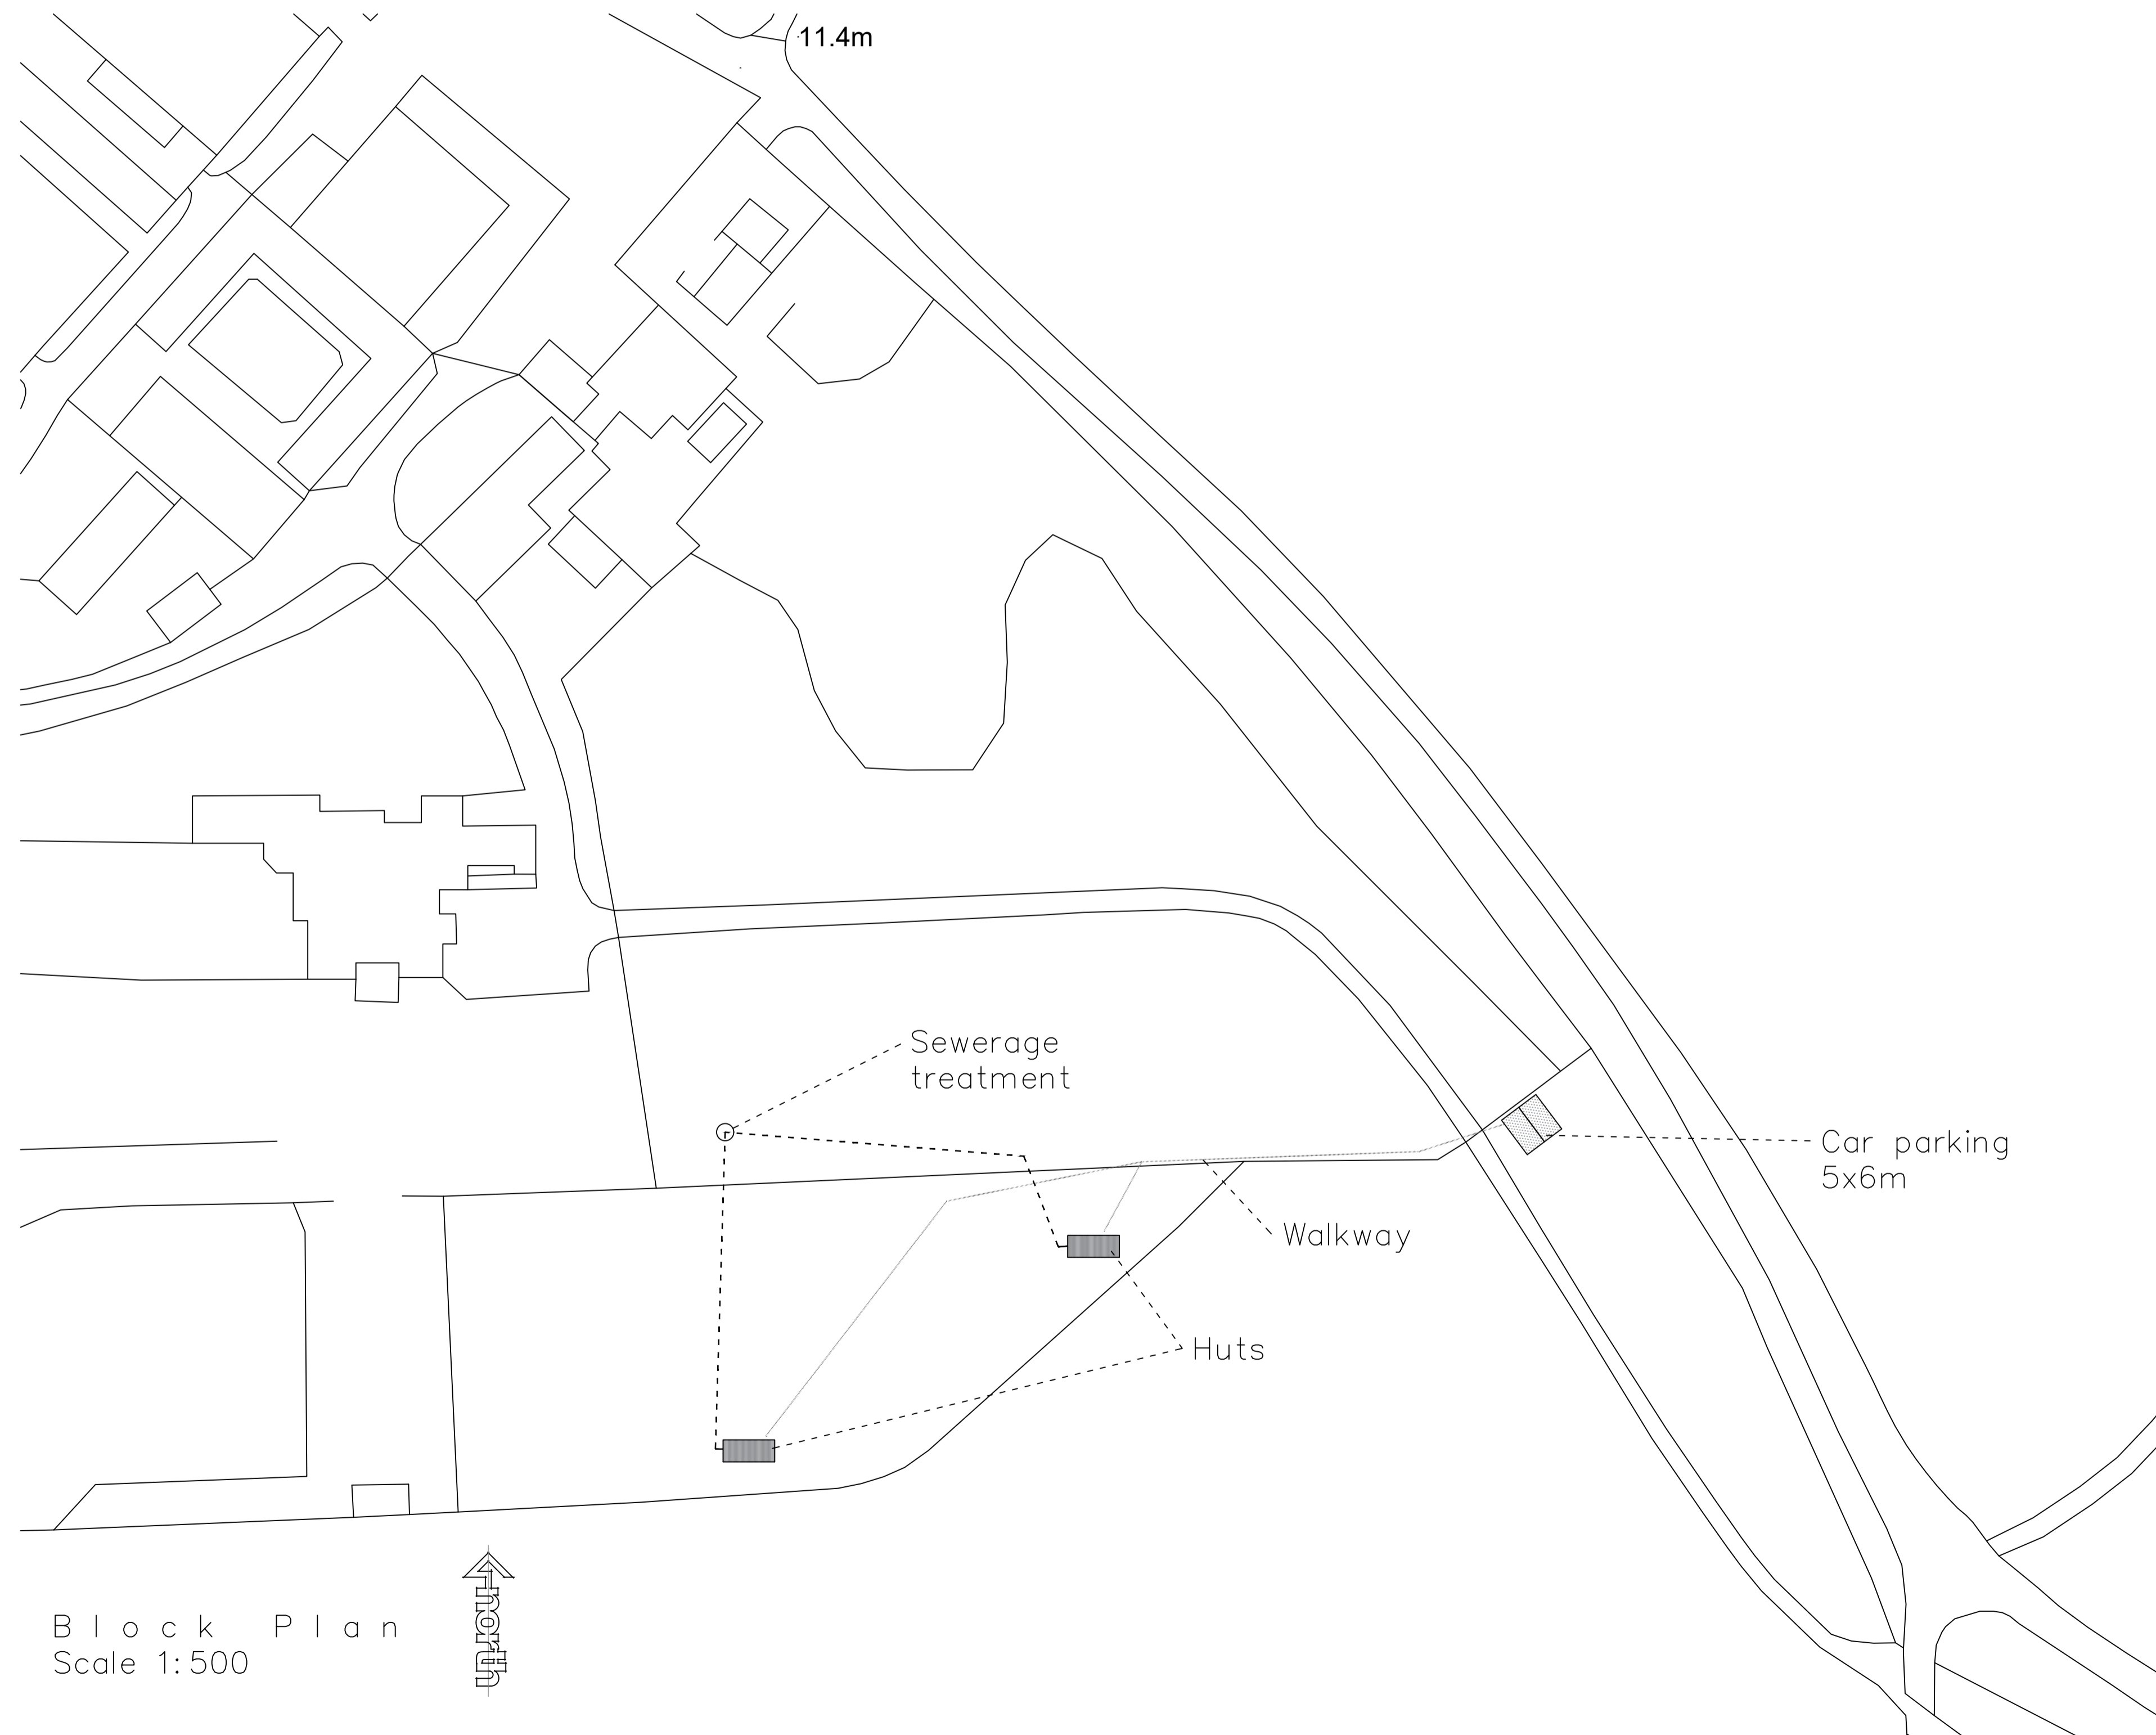 11.4m
Sewerage
treatment
Car parking
5x6m
Walkway
Huts
north
Block Plan
Scale 1:500